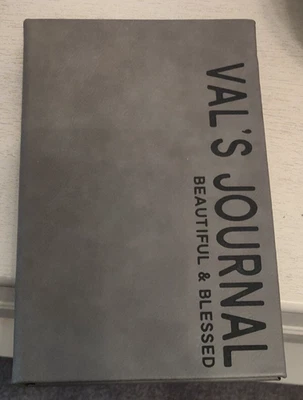 VAL'S JOURNAL
BEAUTIFUL & BLESSED